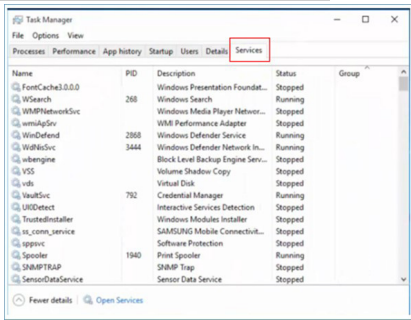 Task Manager
File Options View
Processes Performance App history Startup Users Details Services
Name PID Description Status Group
FontCache3.0.0.0 Windows Presentation Foundat... Stopped
WSearch 268 Windows Search Running
WMPNetworkSvc Windows Media Player Networ... Stopped
wmiApSrv WMI Performance Adapter Stopped
WinDefend 2868 Windows Defender Service Running
WdNisSvc 3444 Windows Defender Network In... Running
wbengine Block Level Backup Engine Serv... Stopped
VSS Volume Shadow Copy Stopped
vds Virtual Disk Stopped
VaultSvc 792 Credential Manager Running
UI0Detect Interactive Services Detection Stopped
TrustedInstaller Windows Modules Installer Stopped
ss_conn_service SAMSUNG Mobile Connectivit... Stopped
sppsvc Software Protection Stopped
Spooler 1940 Print Spooler Running
SNMPTRAP SNMP Trap Stopped
SensorDataService Sensor Data Service Stopped
Fewer details Open Services